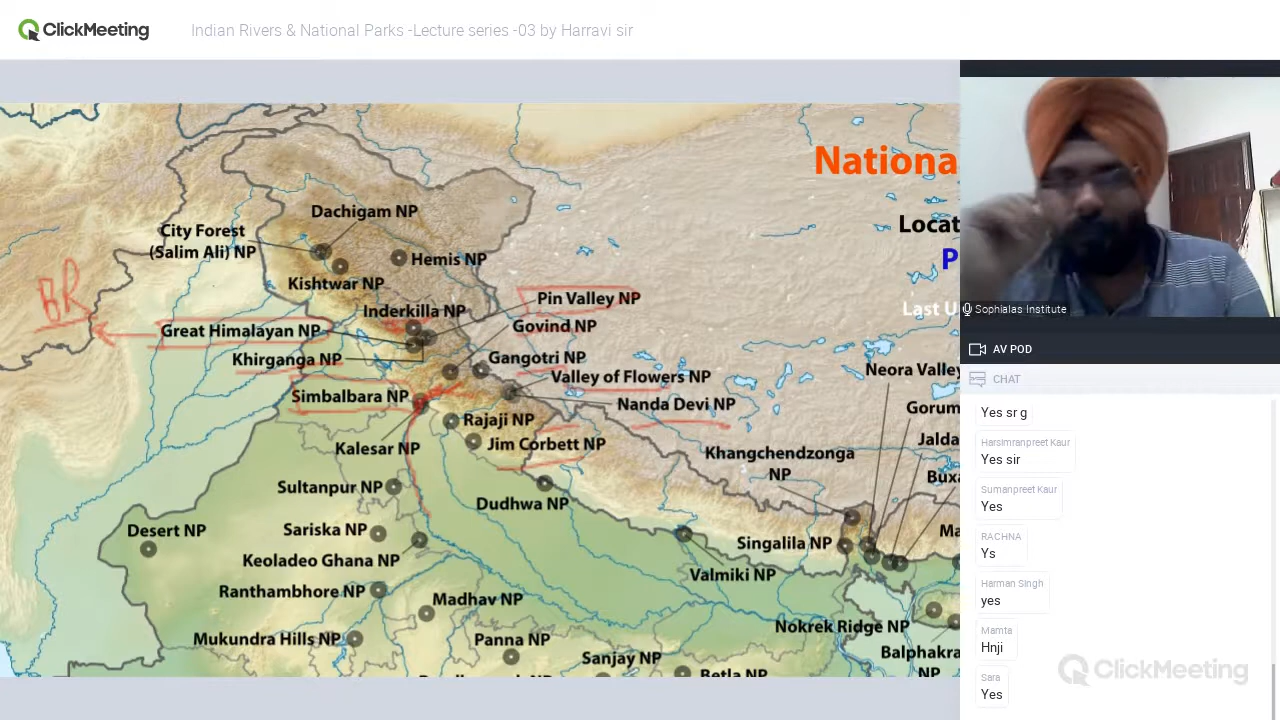 ClickMeeting
Indian Rivers & National Parks -Lecture series -03 by Harravi sir
Nationa
Locat
P
Last U
Dachigam NP
City Forest
(Salim Ali) NP
Hemis NP
Kishtwar NP
BR
Inderkilla NP
Pin Valley NP
Great Himalayan NP
Govind NP
Khirganga NP
Gangotri NP
Valley of Flowers NP
Simbalbara NP
Nanda Devi NP
Rajaji NP
Kalesar NP
Jim Corbett NP
Neora Valley
Gorum
Jalda
Khangchendzonga
NP
Buxa
Sultanpur NP
Dudhwa NP
Desert NP
Sariska NP
Keoladeo Ghana NP
Singalila NP
Ma
Valmiki NP
Ranthambhore NP
Madhav NP
Nokrek Ridge NP
Mukundra Hills NP
Panna NP
Sanjay NP
Balphakra
NP
Betla NP
Sophialas Institute
AV POD
CHAT
Yes sr g
Harsimranpreet Kaur
Yes sir
Sumanpreet Kaur
Yes
RACHNA
Ys
Harman Singh
yes
Mamta
Hnji
Sara
Yes
ClickMeeting